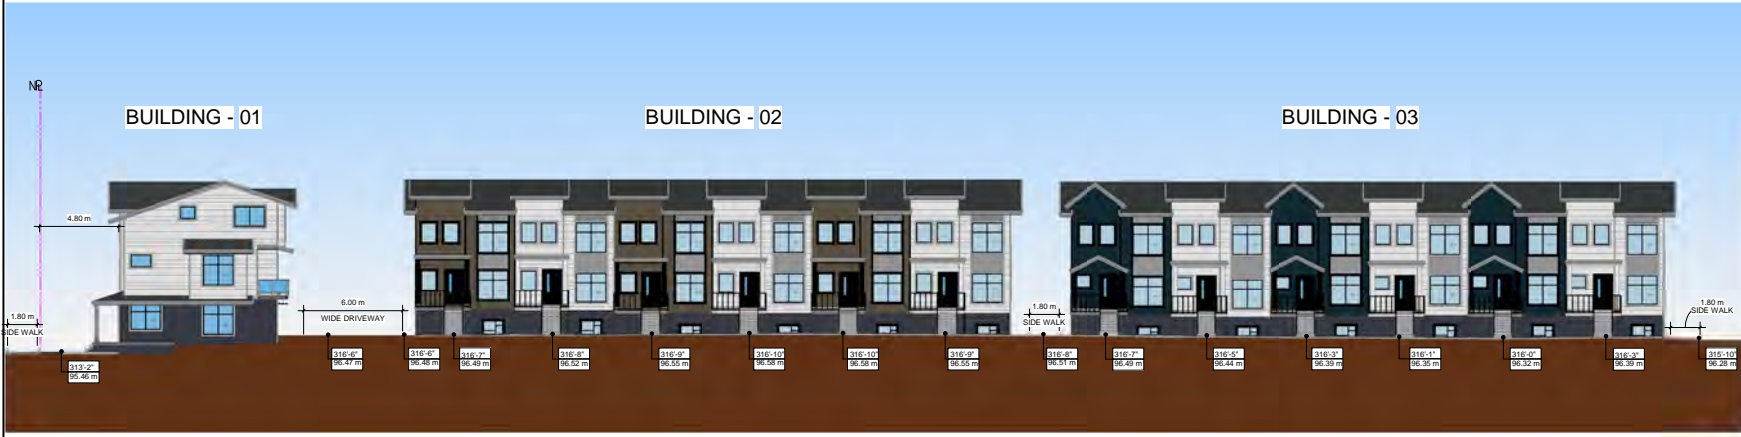 BUILDING - 01
BUILDING - 02
BUILDING - 03
4.80 m
1.80 m
SIDE WALK
6.00 m
WIDE DRIVEWAY
1.80 m
SIDE WALK
1.80 m
SIDE WALK
313'-2"
95.46 m
316'-6"
96.47 m
316'-6"
96.48 m
316'-7"
96.49 m
316'-8"
96.52 m
316'-9"
96.55 m
316'-10"
96.58 m
316'-10"
96.58 m
316'-9"
96.55 m
316'-8"
96.51 m
316'-7"
96.49 m
316'-5"
96.44 m
316'-3"
96.39 m
316'-1"
96.35 m
316'-0"
96.32 m
316'-3"
96.39 m
315'-10"
96.28 m